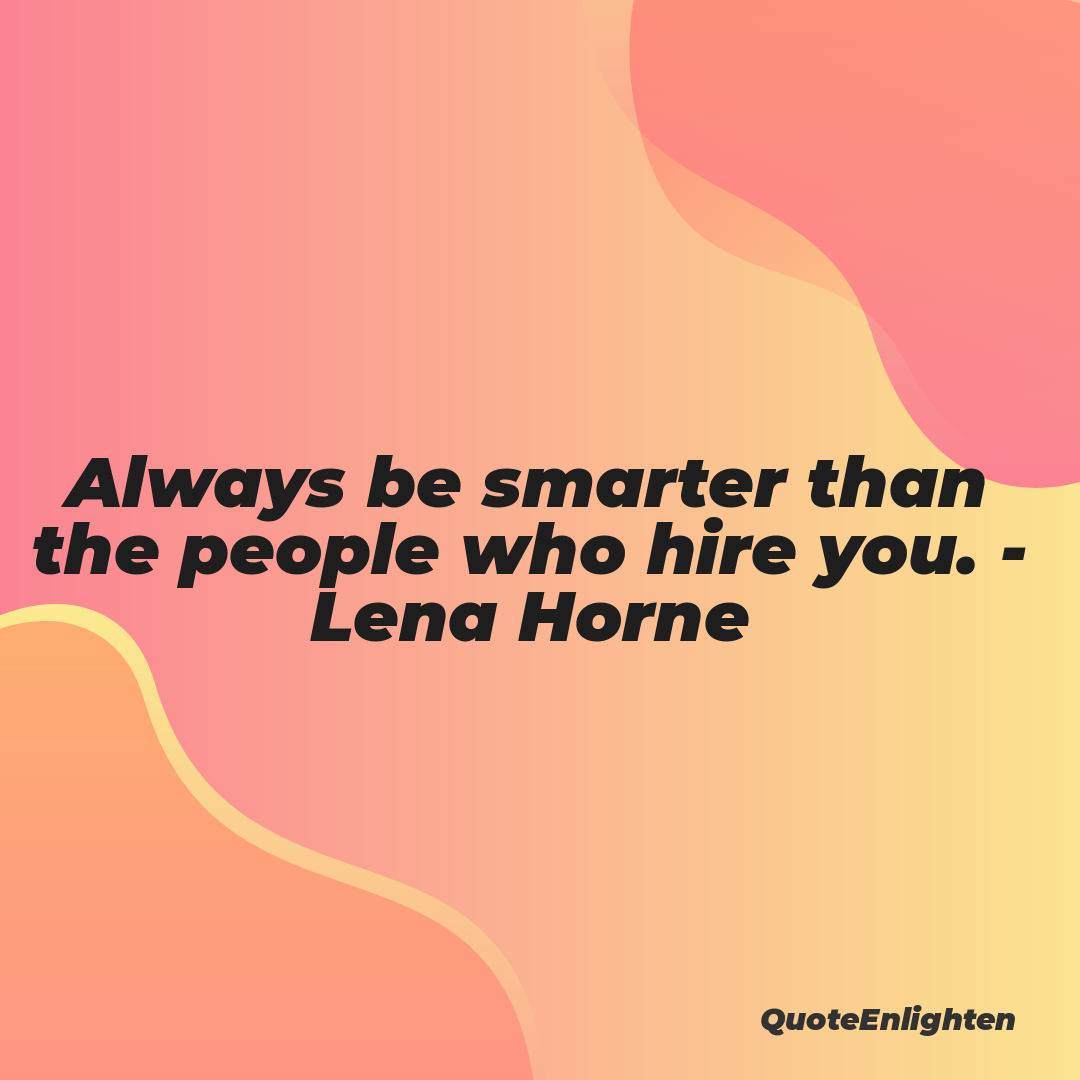 Always be smarter than
the people who hire you. -
Lena Horne
QuoteEnlighten